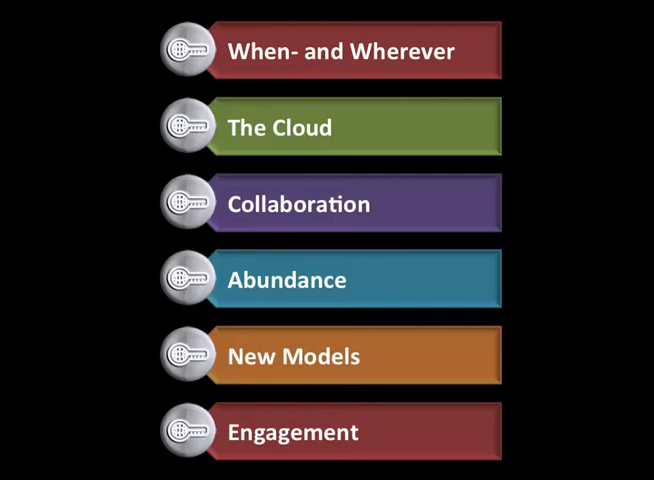 When- and Wherever
The Cloud
Collaboration
Abundance
New Models
Engagement